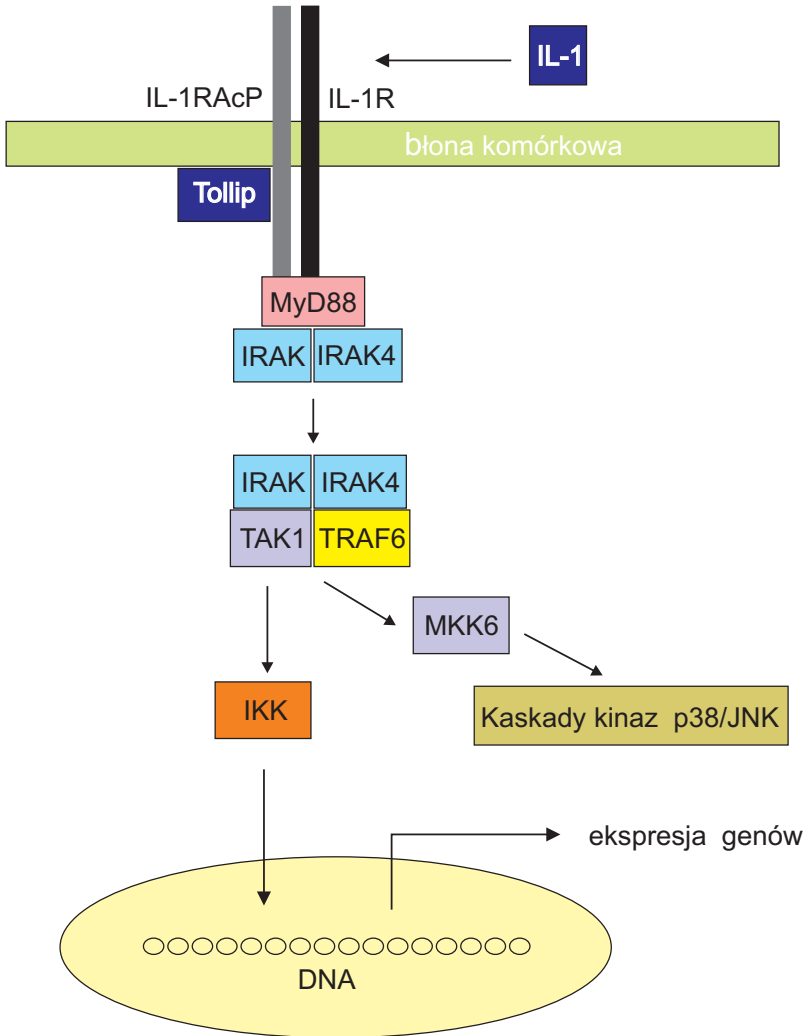 IL-1
IL-1RAcP
IL-1R
błona komórkowa
Tollip
MyD88
IRAK
IRAK4
IRAK
IRAK4
TAK1
TRAF6
MKK6
IKK
Kaskady kinaz p38/JNK
ekspresja genów
DNA